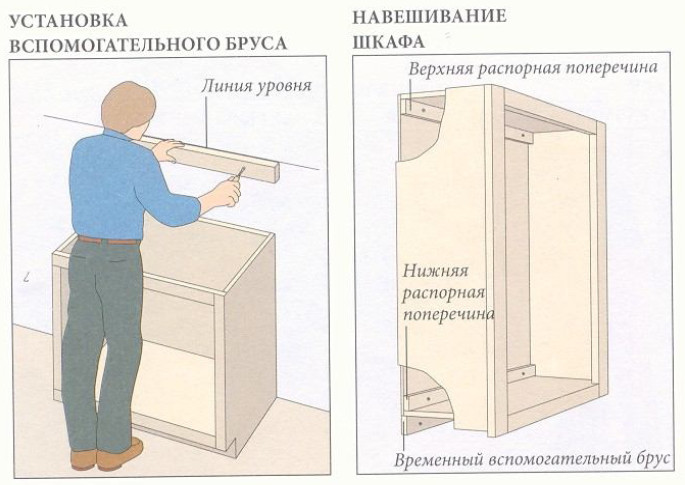 УСТАНОВКА
ВСПОМОГАТЕЛЬНОГО БРУСА
Линия уровня
НАВЕШИВАНИЕ
ШКАФА
Верхняя распорная поперечина
Нижняя
распорная
поперечина
Временный вспомогательный брус